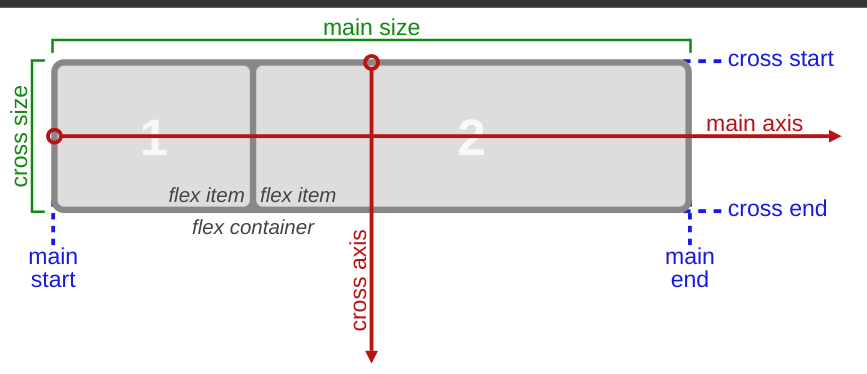 main size
cross start
cross size
main axis
1
2
flex item
flex item
cross end
flex container
cross axis
main
start
main
end